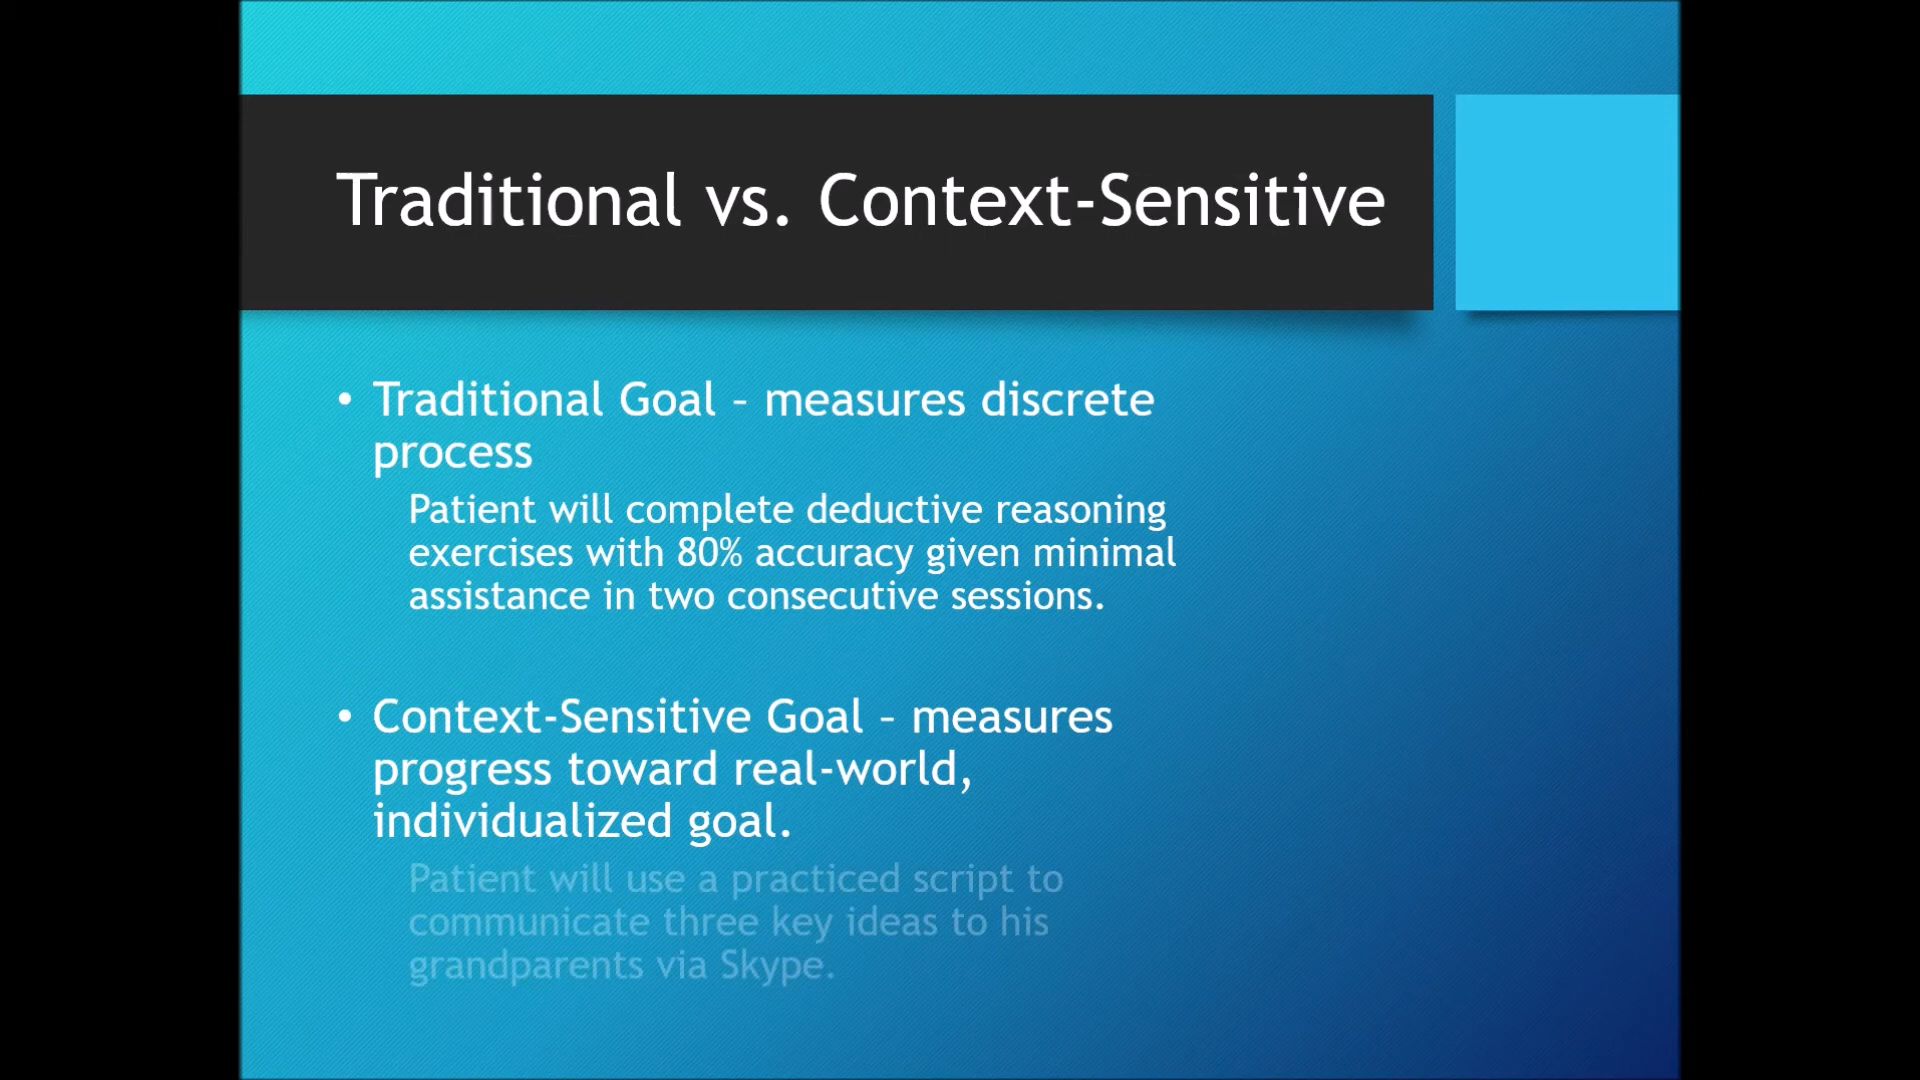 Traditional vs. Context-Sensitive
• Traditional Goal – measures discrete
process
Patient will complete deductive reasoning
exercises with 80% accuracy given minimal
assistance in two consecutive sessions.
• Context-Sensitive Goal – measures
progress toward real-world,
individualized goal.
Patient will use a practiced script to
communicate three key ideas to his
grandparents via Skype.